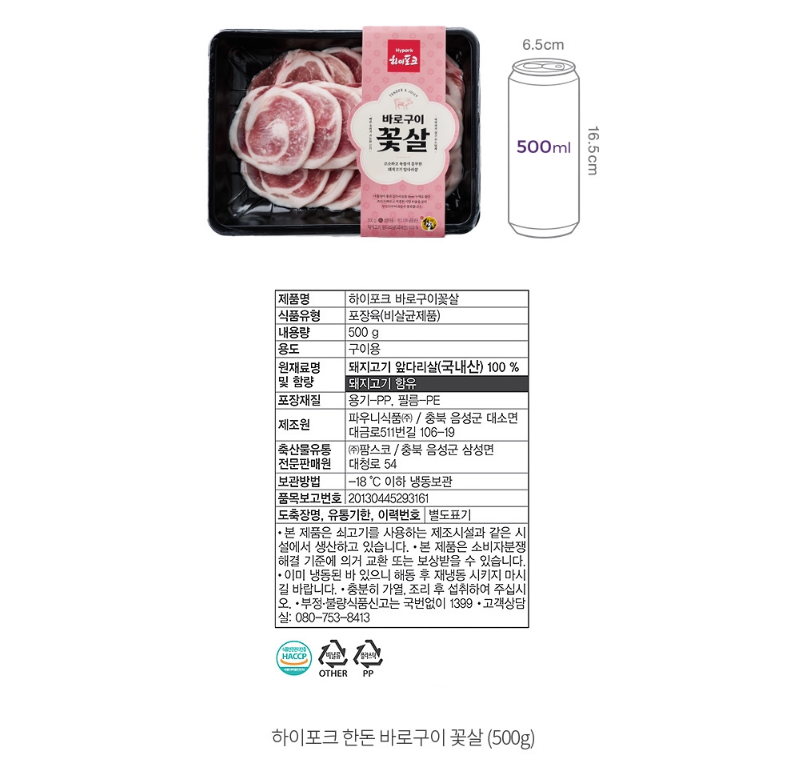 6.5cm
Hypork
하이포크
TENDER & JUICY
바로구이
꽃살
500ml
16.5cm
제품명 하이포크 바로구이꽃살
식품유형 포장육(비살균제품)
내용량 500 g
용도 구이용
원재료명 및 함량 돼지고기 앞다리살(국내산) 100 %
돼지고기 함유
포장재질 용기-PP, 필름-PE
제조원 파우니식품㈜ / 충북 음성군 대소면
대금로511번길 106-19
축산물유통 ㈜팜스코 / 충북 음성군 삼성면
전문판매원 대청로 54
보관방법 -18 ℃ 이하 냉동보관
품목보고번호 20130445293161
도축장명, 유통기한, 이력번호 별도표기
• 본 제품은 쇠고기를 사용하는 제조시설과 같은 시
설에서 생산하고 있습니다. • 본 제품은 소비자분쟁
해결 기준에 의거 교환 또는 보상받을 수 있습니다.
• 이미 냉동된 바 있으니 해동 후 재냉동 시키지 마시
길 바랍니다. • 충분히 가열, 조리 후 섭취하여 주십시
오. • 부정·불량식품신고는 국번없이 1399 • 고객상담
실: 080-753-8413
HACCP
비닐류
OTHER
플라스틱
PP
하이포크 한돈 바로구이 꽃살 (500g)